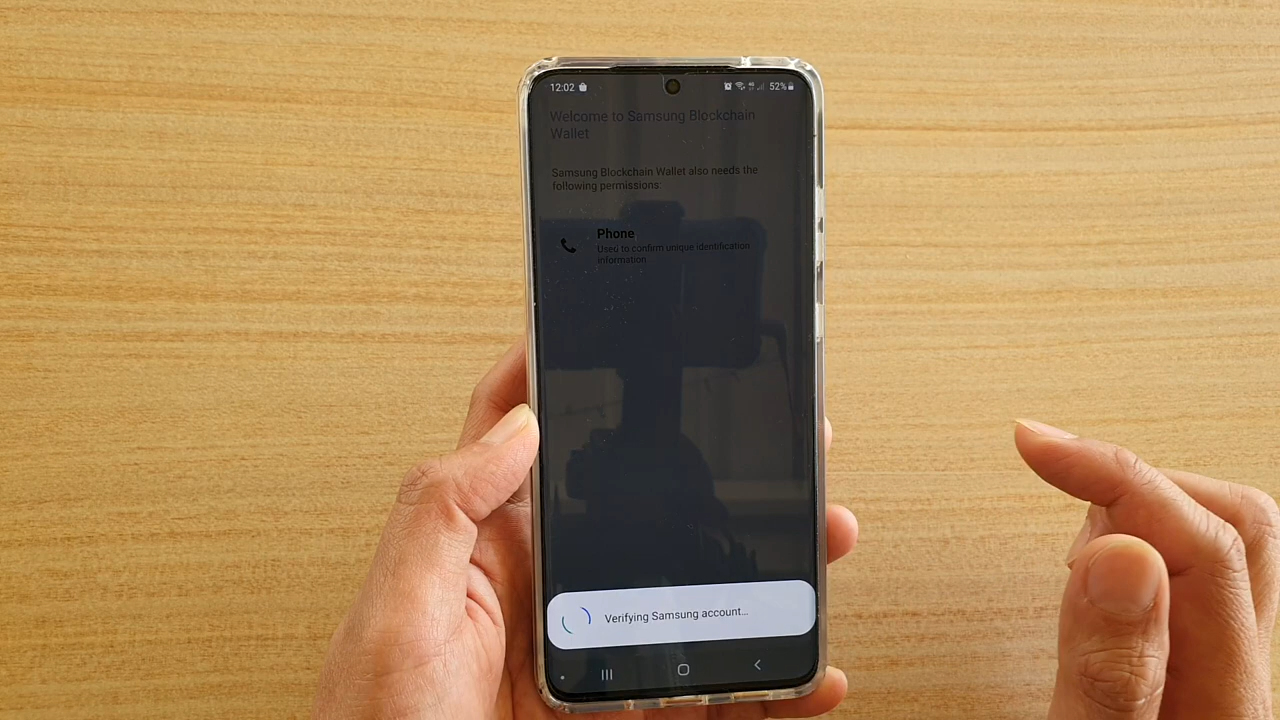 12:02
52%
Welcome to Samsung Blockchain
Wallet
Samsung Blockchain Wallet also needs the
following permissions:
Phone
Used to confirm unique identification
information
Verifying Samsung account...